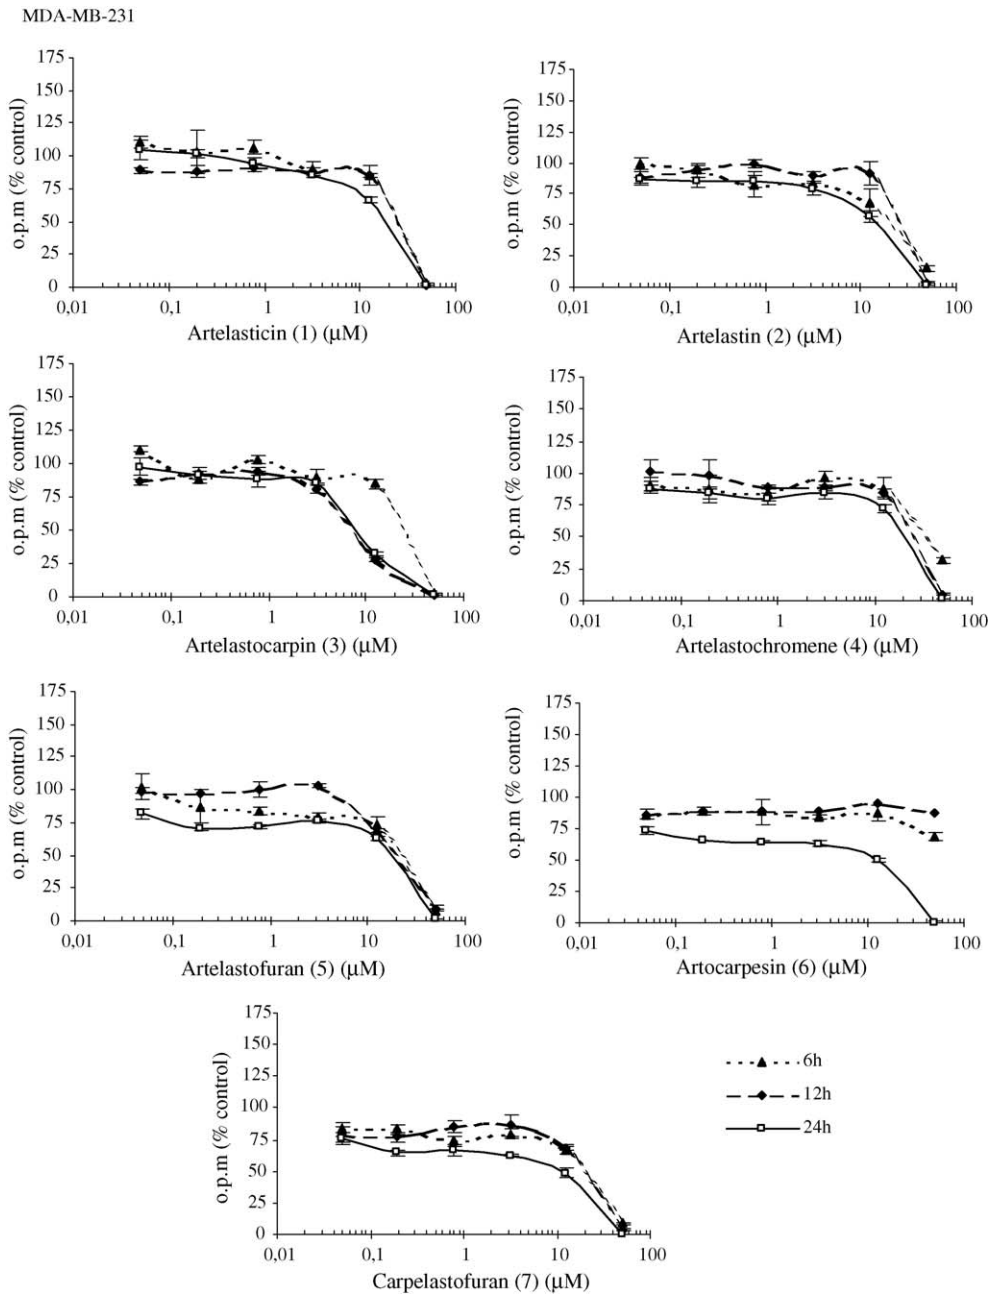 MDA-MB-231
o.p.m (% control)
175
150
125
100
75
50
25
0
0,01 0,1 1 10 100
Artelasticin (1) (µM)
o.p.m (% control)
175
150
125
100
75
50
25
0
0,01 0,1 1 10 100
Artelastin (2) (µM)
o.p.m (% control)
175
150
125
100
75
50
25
0
0,01 0,1 1 10 100
Artelastocarpin (3) (µM)
o.p.m (% control)
175
150
125
100
75
50
25
0
0,01 0,1 1 10 100
Artelastochromene (4) (µM)
o.p.m (% control)
175
150
125
100
75
50
25
0
0,01 0,1 1 10 100
Artelastofuran (5) (µM)
o.p.m (% control)
175
150
125
100
75
50
25
0
0,01 0,1 1 10 100
Artocarpesin (6) (µM)
o.p.m (% control)
175
150
125
100
75
50
25
0
0,01 0,1 1 10 100
Carpelastofuran (7) (µM)
6h
12h
24h